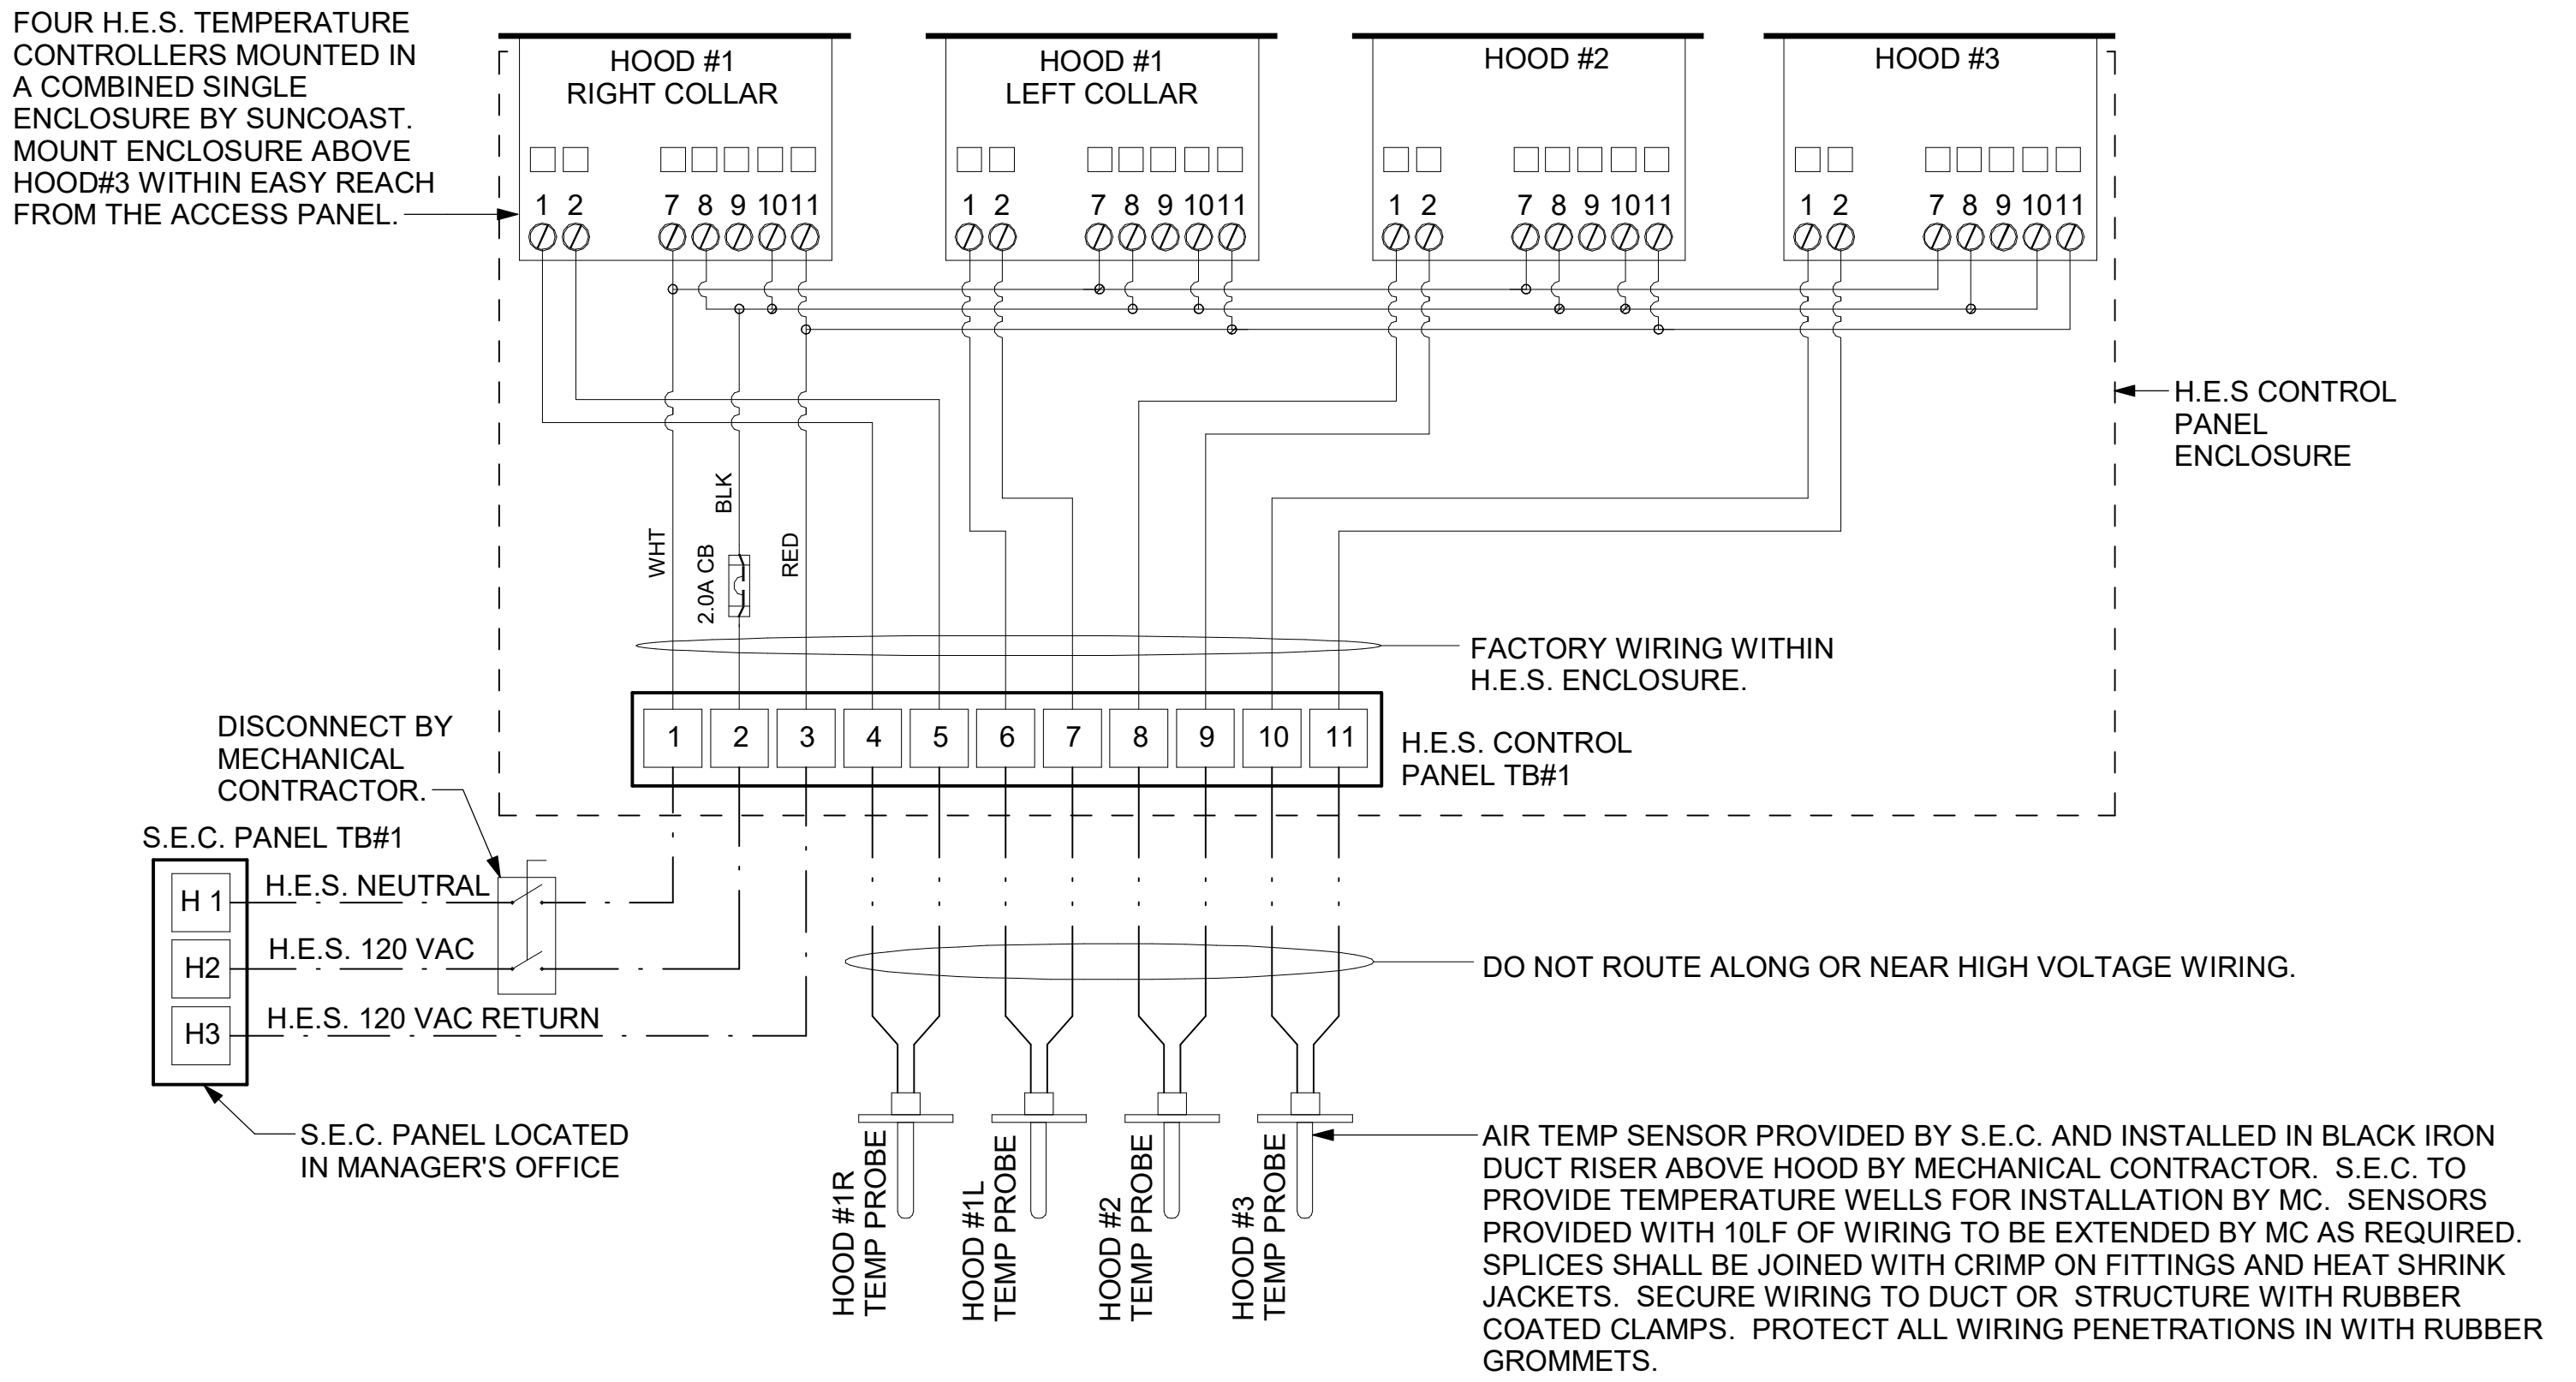 FOUR H.E.S. TEMPERATURE
CONTROLLERS MOUNTED IN
A COMBINED SINGLE
ENCLOSURE BY SUNCOAST.
MOUNT ENCLOSURE ABOVE
HOOD#3 WITHIN EASY REACH
FROM THE ACCESS PANEL.
HOOD #1
RIGHT COLLAR
1 2 7 8 9 10 11
HOOD #1
LEFT COLLAR
1 2 7 8 9 10 11
HOOD #2
1 2 7 8 9 10 11
HOOD #3
1 2 7 8 9 10 11
H.E.S CONTROL
PANEL
ENCLOSURE
WHT
2.0A CB
BLK
RED
FACTORY WIRING WITHIN
H.E.S. ENCLOSURE.
1 2 3 4 5 6 7 8 9 10 11
H.E.S. CONTROL
PANEL TB#1
DISCONNECT BY
MECHANICAL
CONTRACTOR.
S.E.C. PANEL TB#1
H 1
H.E.S. NEUTRAL
H2
H.E.S. 120 VAC
H3
H.E.S. 120 VAC RETURN
S.E.C. PANEL LOCATED
IN MANAGER'S OFFICE
DO NOT ROUTE ALONG OR NEAR HIGH VOLTAGE WIRING.
HOOD #1R
TEMP PROBE
HOOD #1L
TEMP PROBE
HOOD #2
TEMP PROBE
HOOD #3
TEMP PROBE
AIR TEMP SENSOR PROVIDED BY S.E.C. AND INSTALLED IN BLACK IRON
DUCT RISER ABOVE HOOD BY MECHANICAL CONTRACTOR. S.E.C. TO
PROVIDE TEMPERATURE WELLS FOR INSTALLATION BY MC. SENSORS
PROVIDED WITH 10LF OF WIRING TO BE EXTENDED BY MC AS REQUIRED.
SPLICES SHALL BE JOINED WITH CRIMP ON FITTINGS AND HEAT SHRINK
JACKETS. SECURE WIRING TO DUCT OR STRUCTURE WITH RUBBER
COATED CLAMPS. PROTECT ALL WIRING PENETRATIONS IN WITH RUBBER
GROMMETS.